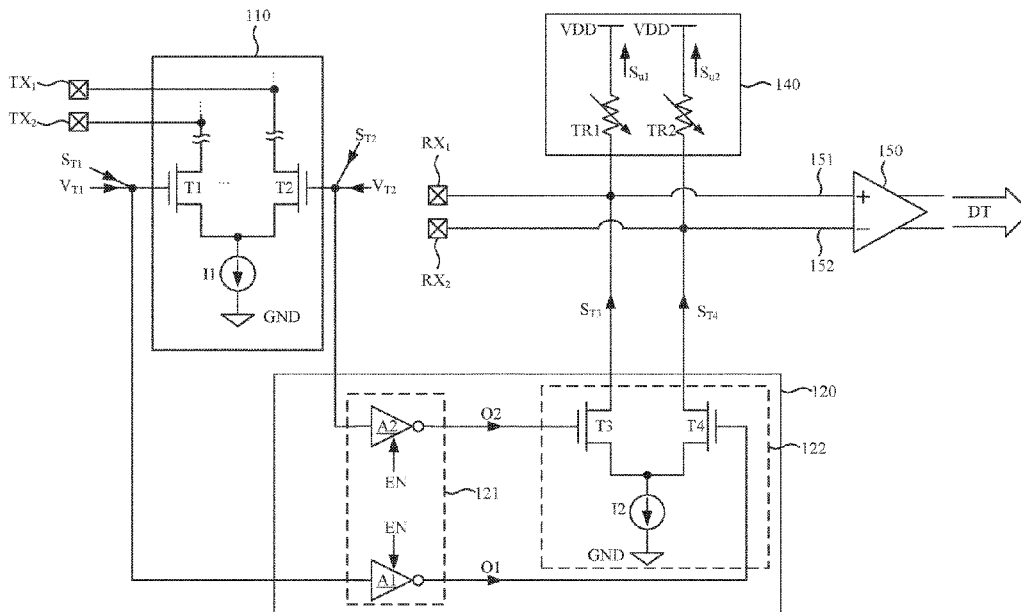 110
VDD
VDD
Su1
Su2
140
TX1
TX2
TR1
TR2
ST1
VT1
T1
...
T2
ST2
VT2
RX1
RX2
151
150
+
−
152
DT
I1
GND
ST3
ST4
120
A2
EN
O2
T3
T4
122
121
EN
I2
GND
A1
O1